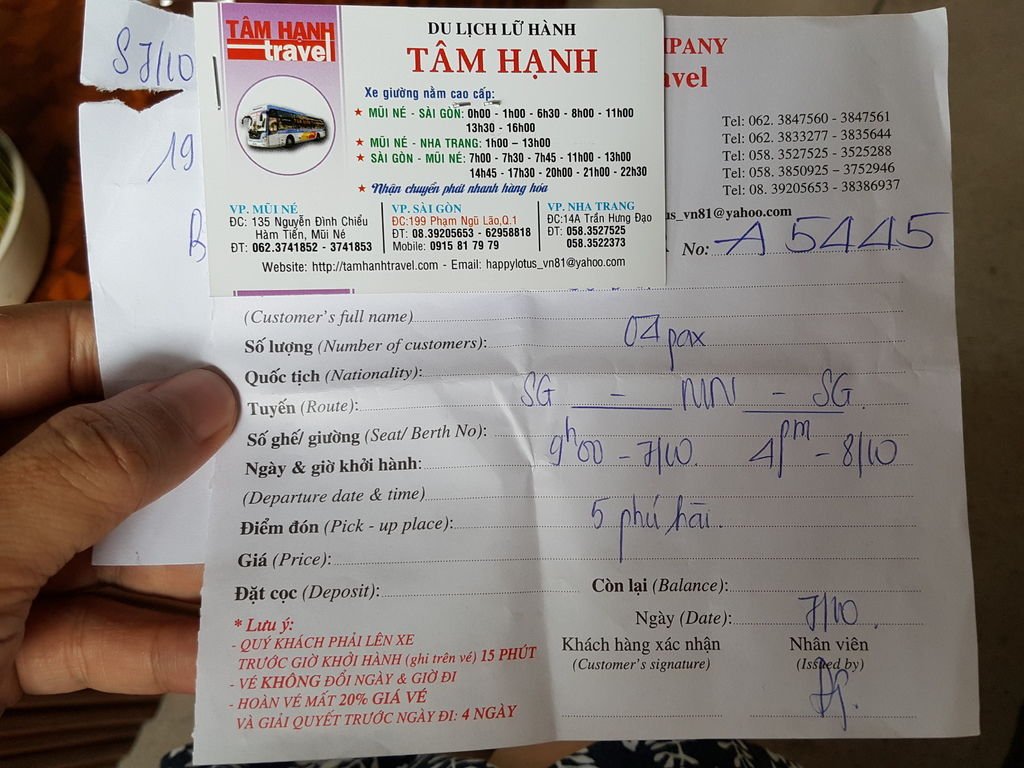 S 7/10
19
B
TÂM HẠNH
travel
DU LỊCH LỮ HÀNH
TÂM HẠNH
Xe giường nằm cao cấp:
★ MŨI NÉ - SÀI GÒN: 0h00 - 1h00 - 6h30 - 8h00 - 11h00
13h30 - 16h00
★ MŨI NÉ - NHA TRANG: 1h00 – 13h00
★ SÀI GÒN - MŨI NÉ: 7h00 - 7h30 - 7h45 - 11h00 - 13h00
14h45 - 17h30 - 20h00 - 21h00 - 22h30
★ Nhận chuyển phát nhanh hàng hóa
VP. MŨI NÉ
ĐC: 135 Nguyễn Đình Chiểu
Hàm Tiến, Mũi Né
ĐT: 062.3741852 - 3741853
VP. SÀI GÒN
ĐC:199 Phạm Ngũ Lão,Q.1
ĐT: 08.39205653 - 62958818
Mobile: 0915 81 79 79
VP. NHA TRANG
ĐC:14A Trần Hưng Đạo
ĐT: 058.3527525
058.3522373
Website: http://tamhanhtravel.com - Email: happylotus_vn81@yahoo.com
MPANY
avel
Tel: 062. 3847560 - 3847561
Tel: 062. 3833277 - 3835644
Tel: 058. 3527525 - 3525288
Tel: 058. 3850925 - 3752946
Tel: 08. 39205653 - 38386937
tus_vn81@yahoo.com
No: A 5445
(Customer's full name)
Số lượng (Number of customers): 04 pax
Quốc tịch (Nationality):
Tuyến (Route): SG - MN - SG
Số ghế/ giường (Seat/ Berth No):
Ngày & giờ khởi hành: 9h00 - 7/10. 4pm - 8/10
(Departure date & time)
Điểm đón (Pick - up place): 5 phú hài.
Giá (Price):
Đặt cọc (Deposit): Còn lại (Balance):
Ngày (Date): 7/10.
* Lưu ý:
- QUÝ KHÁCH PHẢI LÊN XE
TRƯỚC GIỜ KHỞI HÀNH (ghi trên vé) 15 PHÚT
- VÉ KHÔNG ĐỔI NGÀY & GIỜ ĐI
- HOÀN VÉ MẤT 20% GIÁ VÉ
VÀ GIẢI QUYẾT TRƯỚC NGÀY ĐI: 4 NGÀY
Khách hàng xác nhận
(Customer's signature)
Nhân viên
(Issued by)